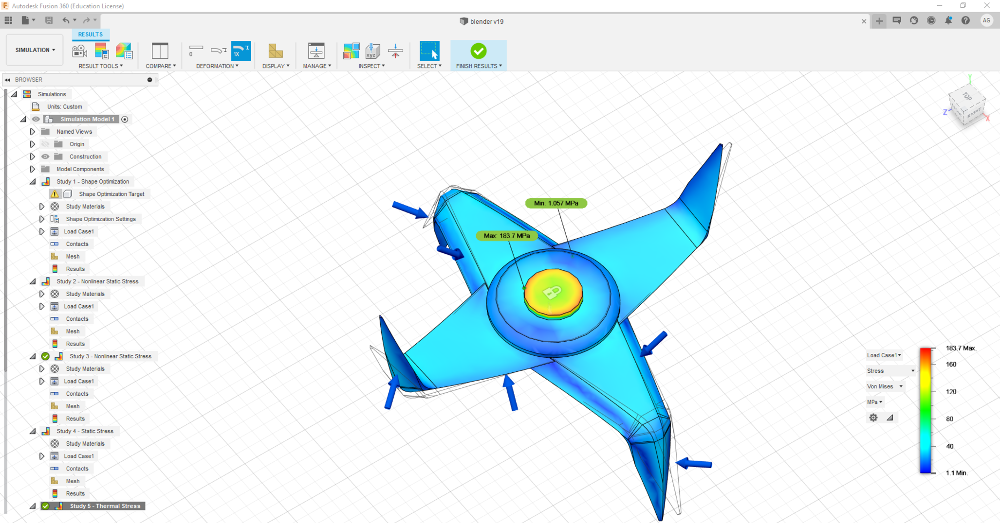 Autodesk Fusion 360 (Education License)
blender v19
AG
RESULTS
SIMULATION
0
1X
xyz
RESULT TOOLS
COMPARE
DEFORMATION
DISPLAY
MANAGE
INSPECT
SELECT
FINISH RESULTS
BROWSER
Simulations
Units: Custom
Simulation Model 1
Named Views
Origin
Construction
Model Components
Study 1 - Shape Optimization
Shape Optimization Target
Study Materials
Shape Optimization Settings
Load Case1
Contacts
Mesh
Results
Study 2 - Nonlinear Static Stress
Study Materials
Load Case1
Contacts
Mesh
Results
Study 3 - Nonlinear Static Stress
Study Materials
Load Case1
Contacts
Mesh
Results
Study 4 - Static Stress
Study Materials
Load Case1
Contacts
Mesh
Results
Study 5 - Thermal Stress
Min: 1.057 MPa
Max: 183.7 MPa
Y
TOP
RIGHT
Z
X
Load Case1
Stress
Von Mises
MPa
183.7 Max.
160
120
80
40
1.1 Min.